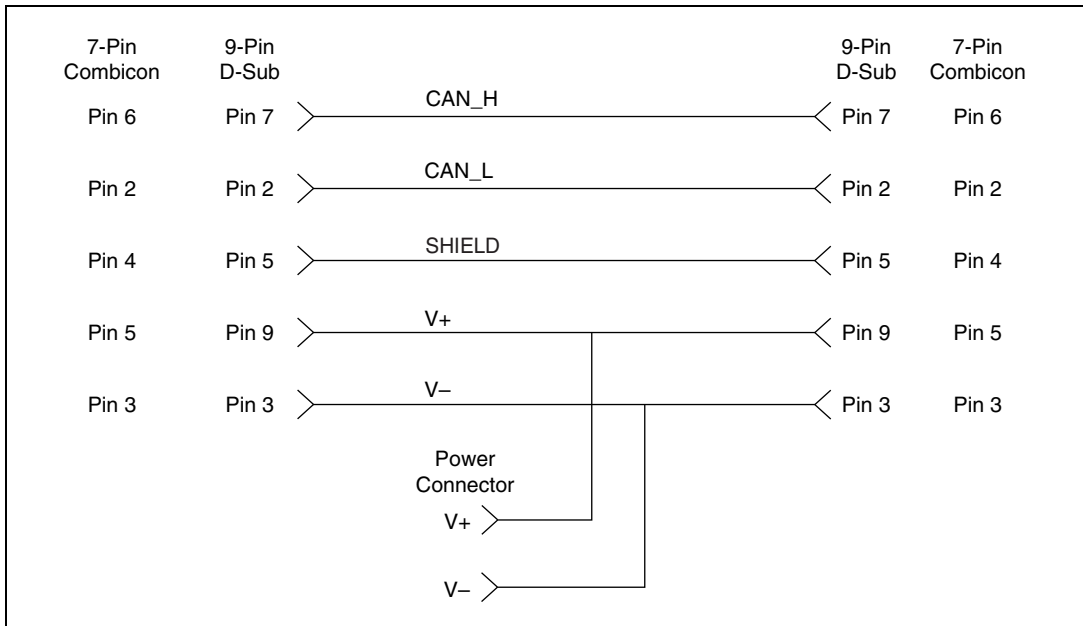 7-Pin 9-Pin 9-Pin 7-Pin
Combicon D-Sub D-Sub Combicon
Pin 6 Pin 7 CAN_H Pin 7 Pin 6
Pin 2 Pin 2 CAN_L Pin 2 Pin 2
Pin 4 Pin 5 SHIELD Pin 5 Pin 4
Pin 5 Pin 9 V+ Pin 9 Pin 5
Pin 3 Pin 3 V– Pin 3 Pin 3
Power
Connector
V+
V–